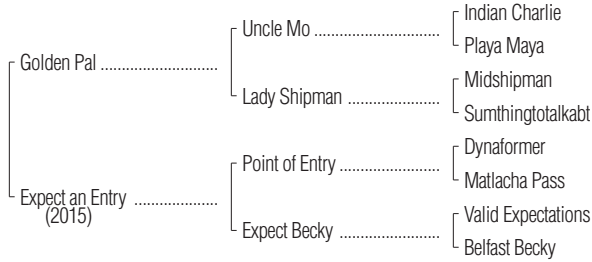 Indian Charlie
Uncle Mo ................................
Playa Maya
Golden Pal .............................
Midshipman
Lady Shipman .......................
Sumthingtotalkabt
Dynaformer
Point of Entry .........................
Matlacha Pass
Expect an Entry .....................
(2015)
Valid Expectations
Expect Becky .........................
Belfast Becky